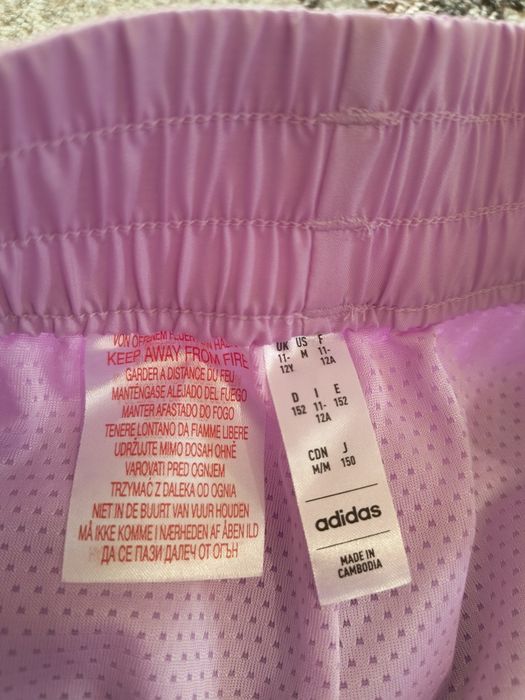 VON OFFENEM FEUER
KEEP AWAY FROM FIRE
GARDER A DISTANCE DU FEU
MANTÉNGASE ALEJADO DEL FUEGO
MANTER AFASTADO DO FOGO
TENERE LONTANO DA FIAMME LIBERE
UDRŽUJTE MIMO DOSAH OHNĚ
VAROVATI PRED OGNJEM
TRZYMAĆ Z DALEKA OD OGNIA
NIET IN DE BUURT VAN VUUR HOUDEN
MÅ IKKE KOMME I NÆRHEDEN AF ÅBEN ILD
ДА СЕ ПАЗИ ДАЛЕЧ ОТ ОГЪН
UK US F
11- M 11-
12Y 12A
D I E
152 11- 152
12A
CDN J
M/M 150
adidas
MADE IN
CAMBODIA